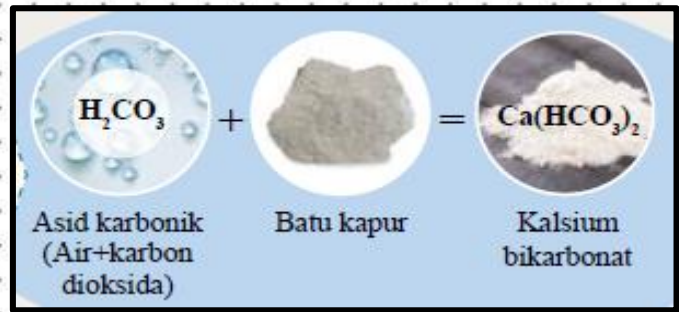 H₂CO₃ + = Ca(HCO₃)₂
Asid karbonik
(Air+karbon
dioksida)
Batu kapur
Kalsium
bikarbonat